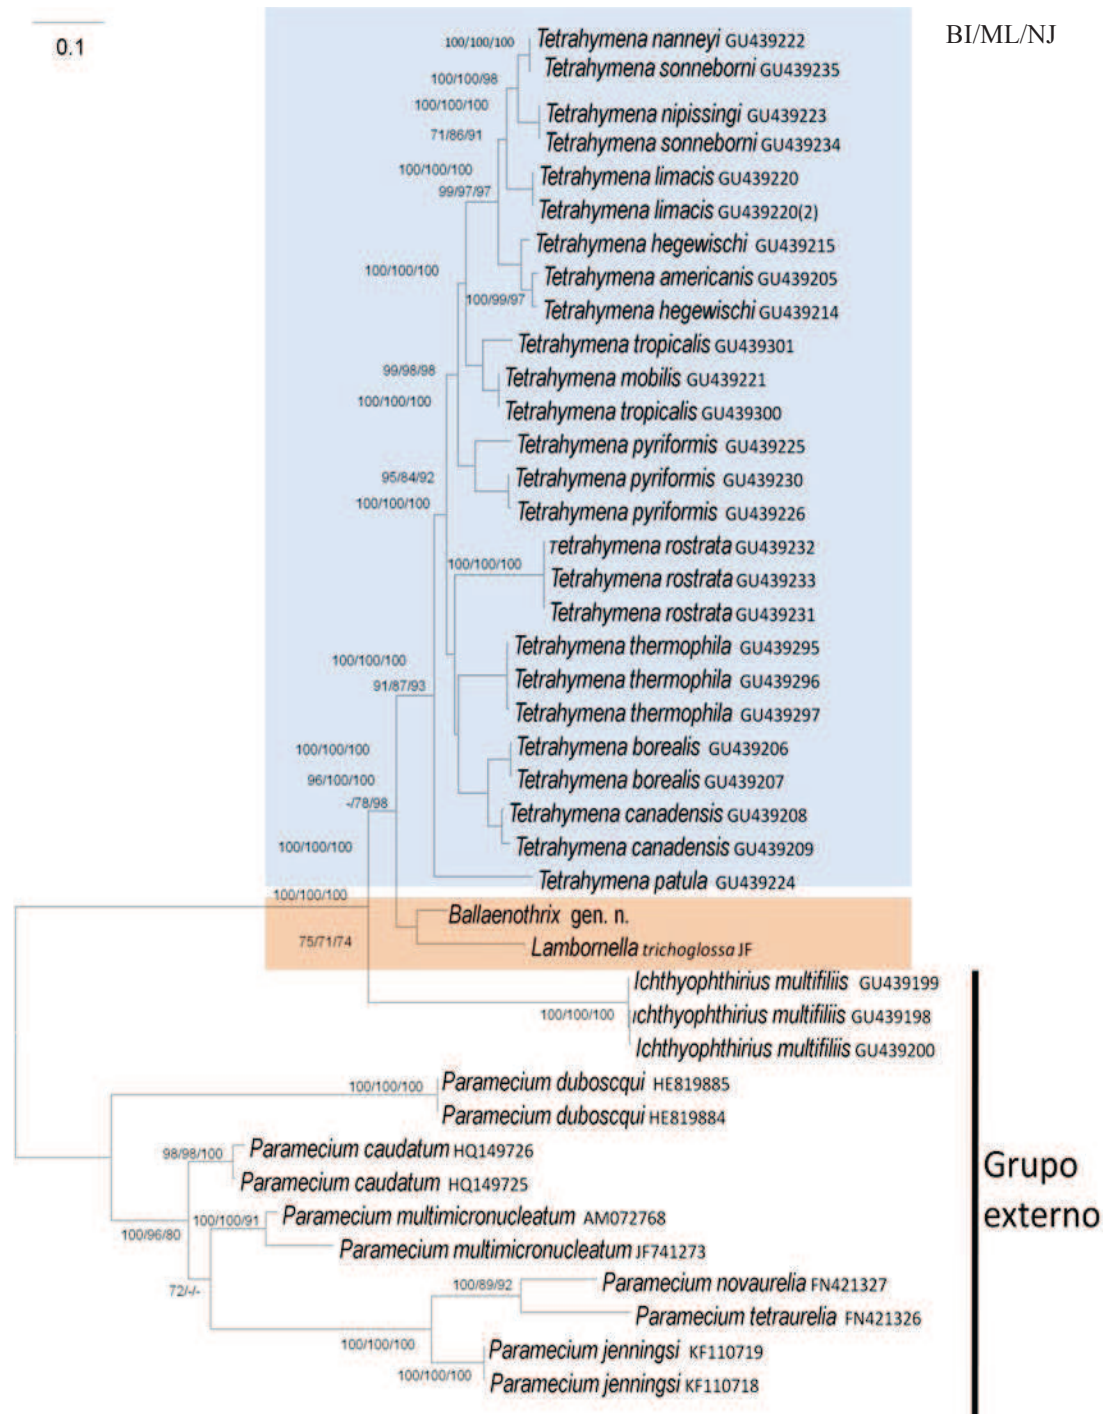 0.1
BI/ML/NJ
100/100/100
Tetrahymena nanneyi GU439222
Tetrahymena sonneborni GU439235
100/100/98
100/100/100
Tetrahymena nipissingi GU439223
71/86/91
Tetrahymena sonneborni GU439234
100/100/100
Tetrahymena limacis GU439220
99/97/97
Tetrahymena limacis GU439220(2)
Tetrahymena hegewischi GU439215
100/100/100
Tetrahymena americanis GU439205
100/99/97
Tetrahymena hegewischi GU439214
Tetrahymena tropicalis GU439301
99/98/98
Tetrahymena mobilis GU439221
100/100/100
Tetrahymena tropicalis GU439300
Tetrahymena pyriformis GU439225
95/84/92
Tetrahymena pyriformis GU439230
100/100/100
Tetrahymena pyriformis GU439226
Tetrahymena rostrata GU439232
100/100/100
Tetrahymena rostrata GU439233
Tetrahymena rostrata GU439231
Tetrahymena thermophila GU439295
100/100/100
Tetrahymena thermophila GU439296
91/87/93
Tetrahymena thermophila GU439297
100/100/100
Tetrahymena borealis GU439206
96/100/100
Tetrahymena borealis GU439207
-/78/98
Tetrahymena canadensis GU439208
100/100/100
Tetrahymena canadensis GU439209
Tetrahymena patula GU439224
100/100/100
Ballaenothrix gen. n.
75/71/74
Lambornella trichoglossa JF
Ichthyophthirius multifiliis GU439199
100/100/100
Ichthyophthirius multifiliis GU439198
Ichthyophthirius multifiliis GU439200
100/100/100
Paramecium duboscqui HE819885
Paramecium duboscqui HE819884
98/98/100
Paramecium caudatum HQ149726
Paramecium caudatum HQ149725
Grupo
externo
100/100/91
Paramecium multimicronucleatum AM072768
100/96/80
Paramecium multimicronucleatum JF741273
72/-/-
100/89/92
Paramecium novaurelia FN421327
Paramecium tetraurelia FN421326
100/100/100
Paramecium jenningsi KF110719
100/100/100
Paramecium jenningsi KF110718